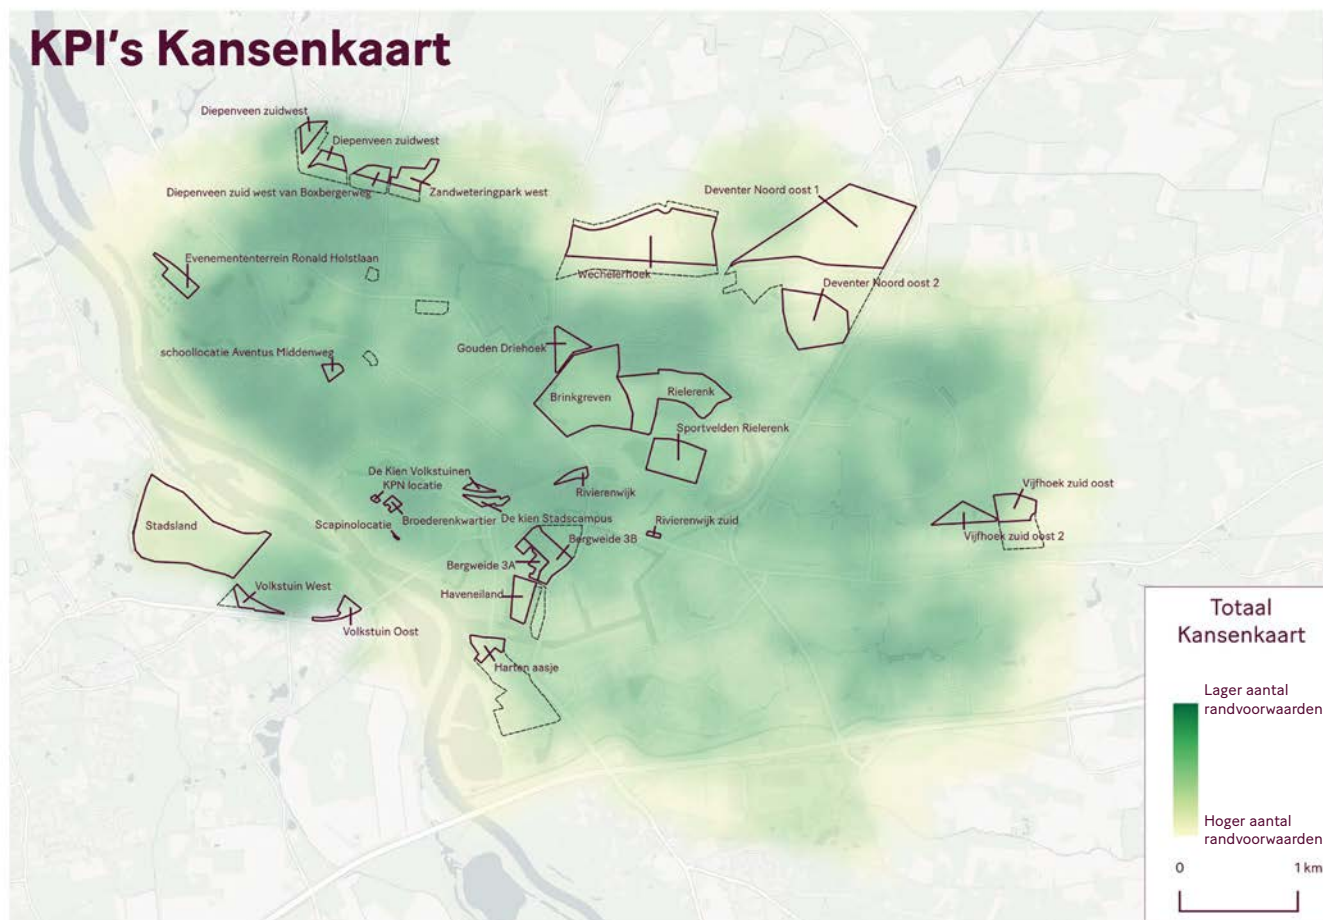 KPI's Kansenkaart
Diepenveen zuidwest
Diepenveen zuidwest
Diepenveen zuid west van Boxbergerweg
Zandweteringpark west
Deventer Noord oost 1
Evenemententerrein Ronald Holstlaan
Wechelerhoek
Deventer Noord oost 2
schoollocatie Aventus Middenweg
Gouden Driehoek
Brinkgreven
Rielerenk
Sportvelden Rielerenk
De Kien Volkstuinen
KPN locatie
Rivierenwijk
Vijfhoek zuid oost
Stadsland
Scapinolocatie
Broederenkwartier
De kien Stadscampus
Rivierenwijk zuid
Bergweide 3B
Vijfhoek zuid oost 2
Bergweide 3A
Volkstuin West
Haveneiland
Volkstuin Oost
Harten aasje
Totaal
Kansenkaart
Lager aantal
randvoorwaarden
Hoger aantal
randvoorwaarden
0
1 km